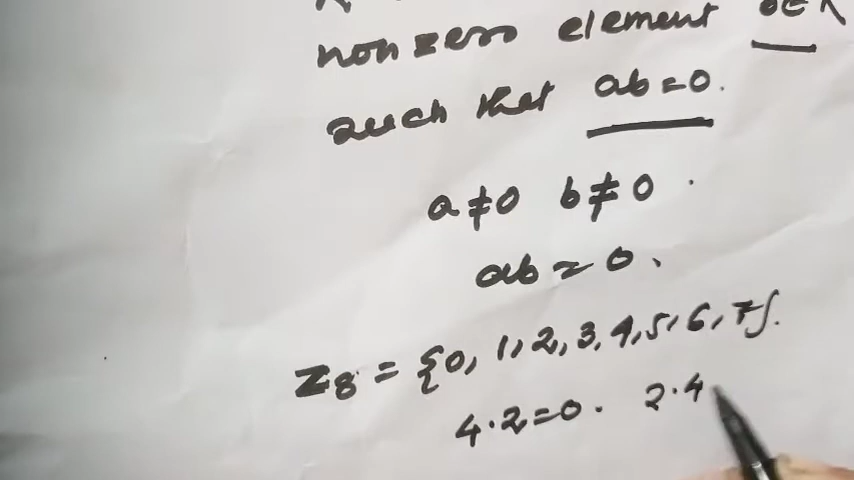 nonzero element b∈R
such that ab=0.
a≠0 b≠0.
ab=0.
Z₈ = {0, 1, 2, 3, 4, 5, 6, 7}.
4·2=0. 2·4